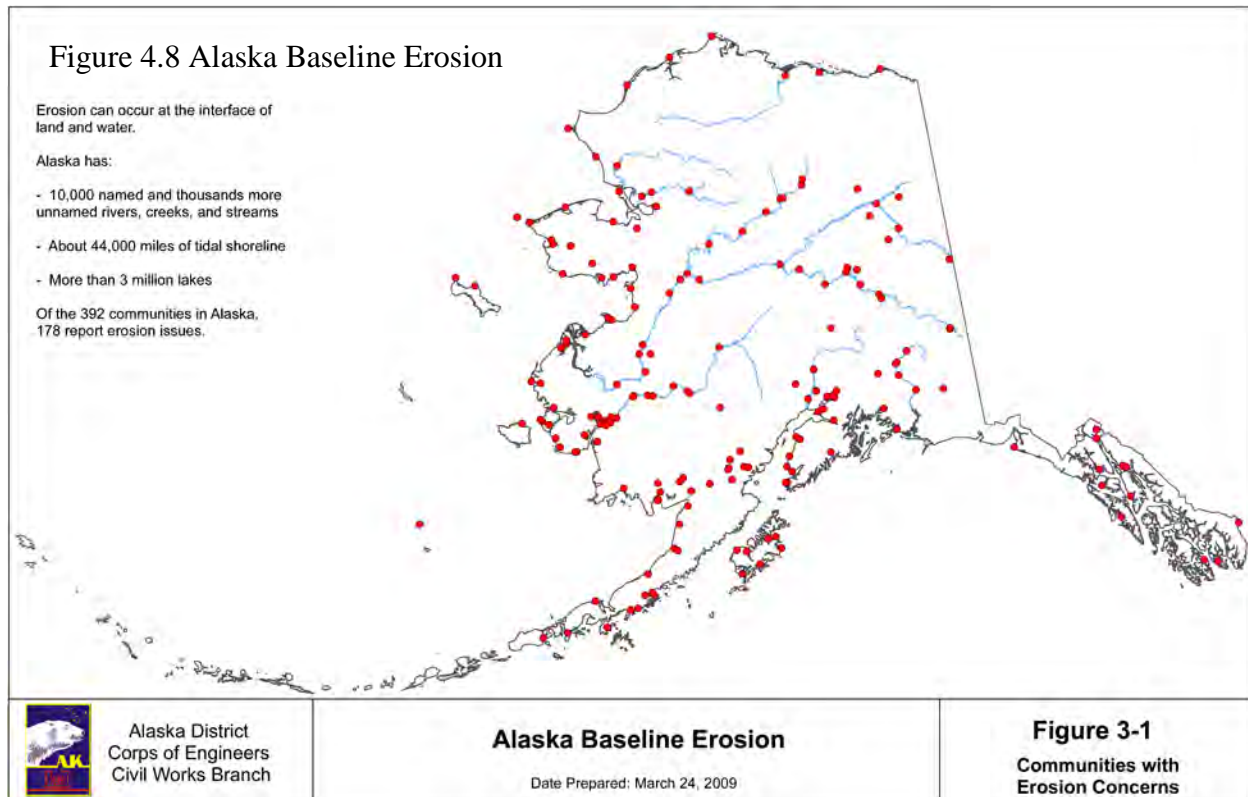 Figure 4.8 Alaska Baseline Erosion
Erosion can occur at the interface of
land and water.
Alaska has:
- 10,000 named and thousands more
unnamed rivers, creeks, and streams
- About 44,000 miles of tidal shoreline
- More than 3 million lakes
Of the 392 communities in Alaska,
178 report erosion issues.
AK
Alaska District
Corps of Engineers
Civil Works Branch
Alaska Baseline Erosion
Date Prepared: March 24, 2009
Figure 3-1
Communities with
Erosion Concerns